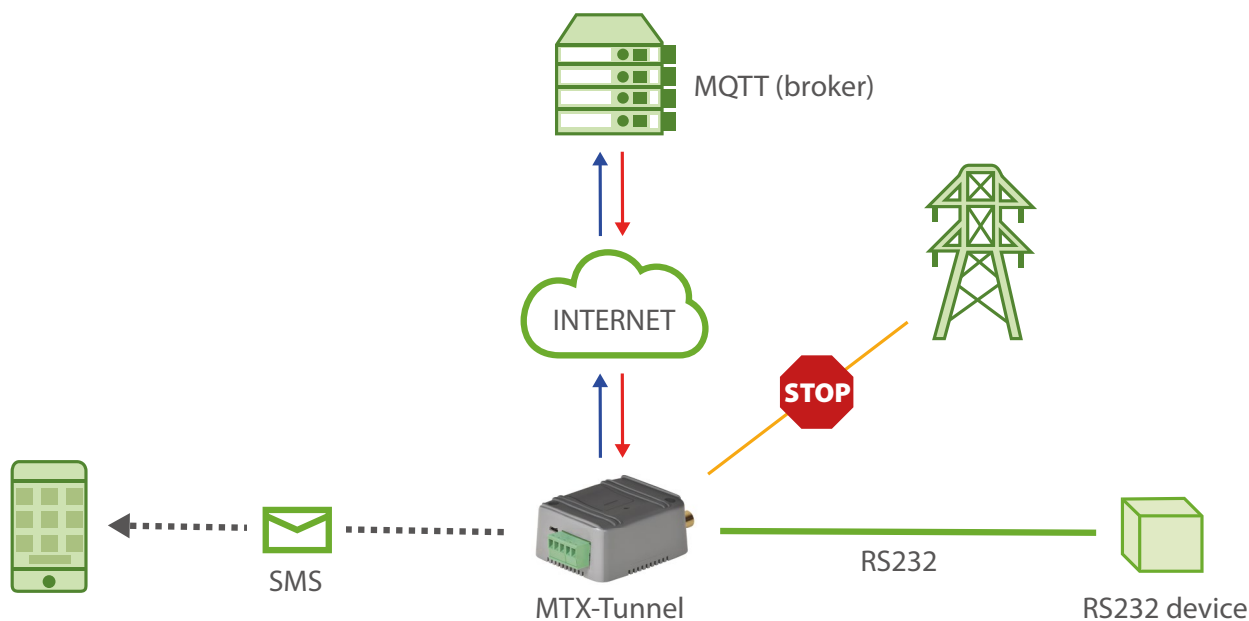 MQTT (broker)
INTERNET
STOP
SMS
RS232
MTX-Tunnel
RS232 device